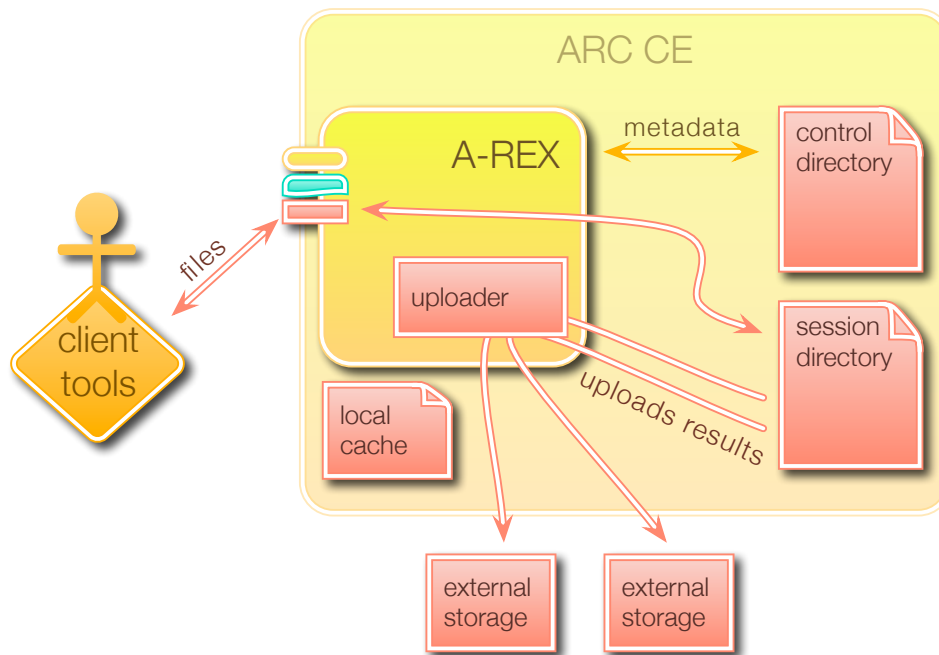 ARC CE
A-REX
metadata
control
directory
files
client
tools
uploader
session
directory
uploads results
local
cache
external
storage
external
storage